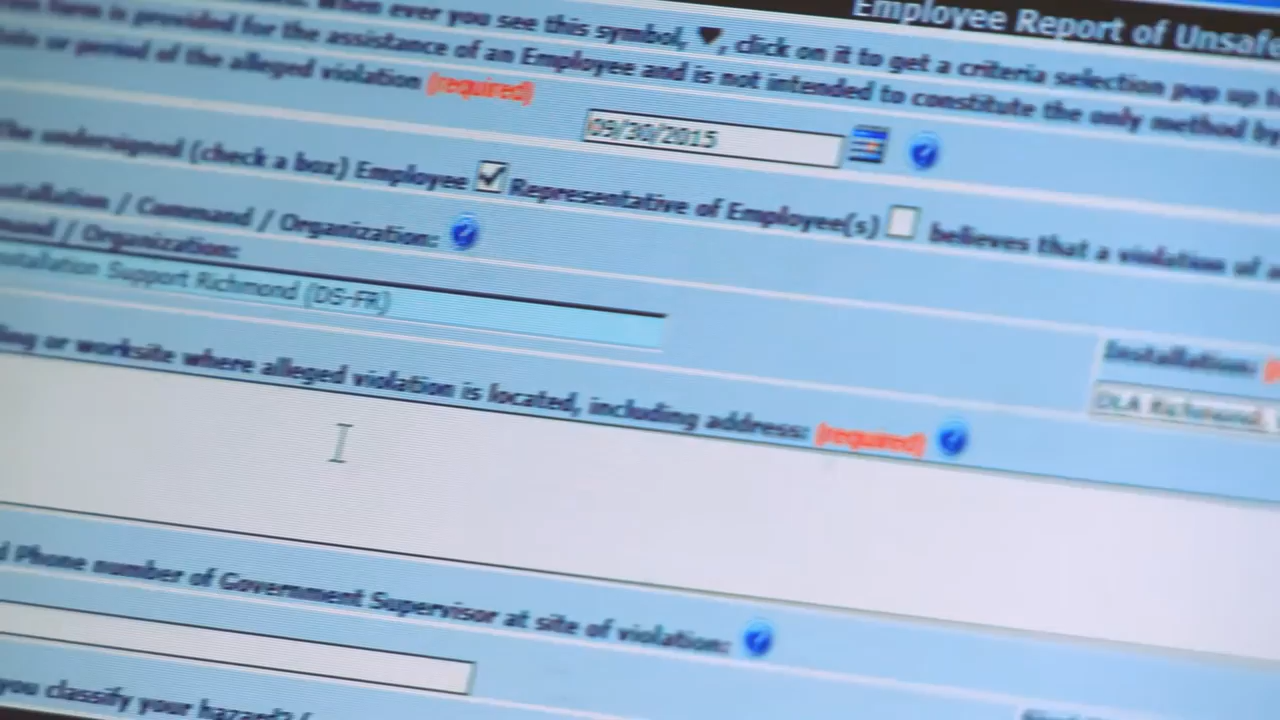 Employee Report of Unsafe
When ever you see this symbol, , click on it to get a criteria selection pop up
form is provided for the assistance of an Employee and is not intended to constitute the only method by
or period of the alleged violation (required)
09/30/2015
The undersigned (check a box) Employee Representative of Employee(s) believes that a violation of
/ Command / Organization:
/ Organization:
Support Richmond (DS-FR)
Installation:
DLA Richmond,
or worksite where alleged violation is located, including address: (required)
Phone number of Government Supervisor at site of violation:
you classify your hazard?